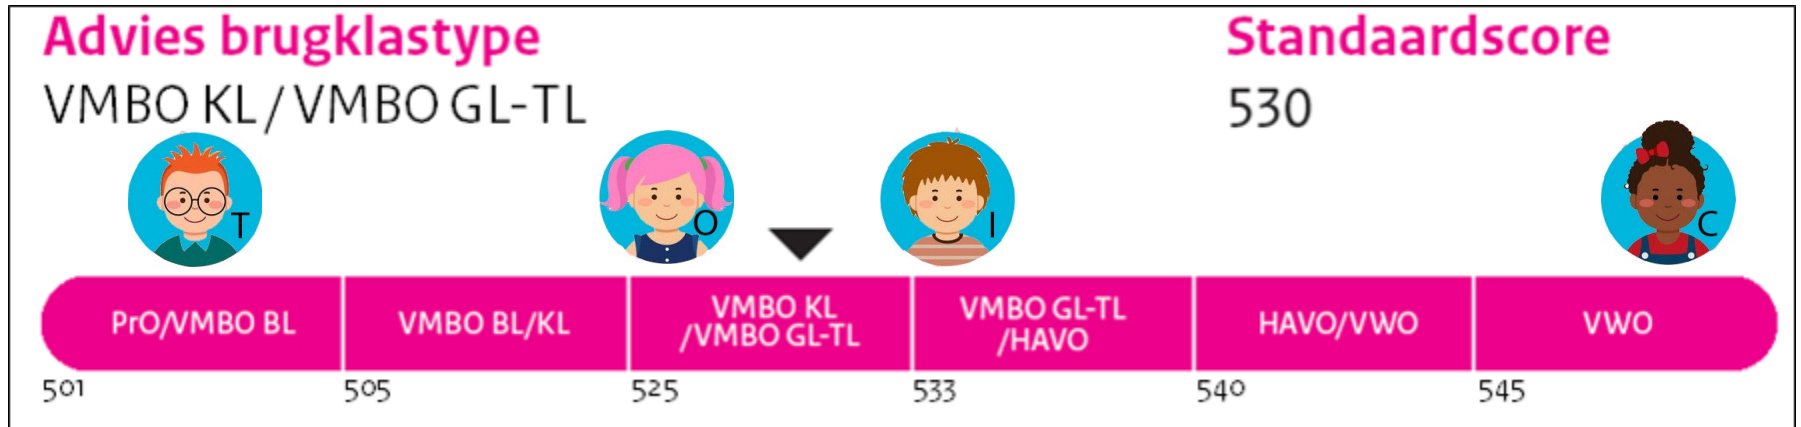 Advies brugklastype
VMBO KL / VMBO GL-TL
Standaardscore
530
T
O
I
C
PrO/VMBO BL
VMBO BL/KL
VMBO KL
/VMBO GL-TL
VMBO GL-TL
/HAVO
HAVO/VWO
VWO
501
505
525
533
540
545